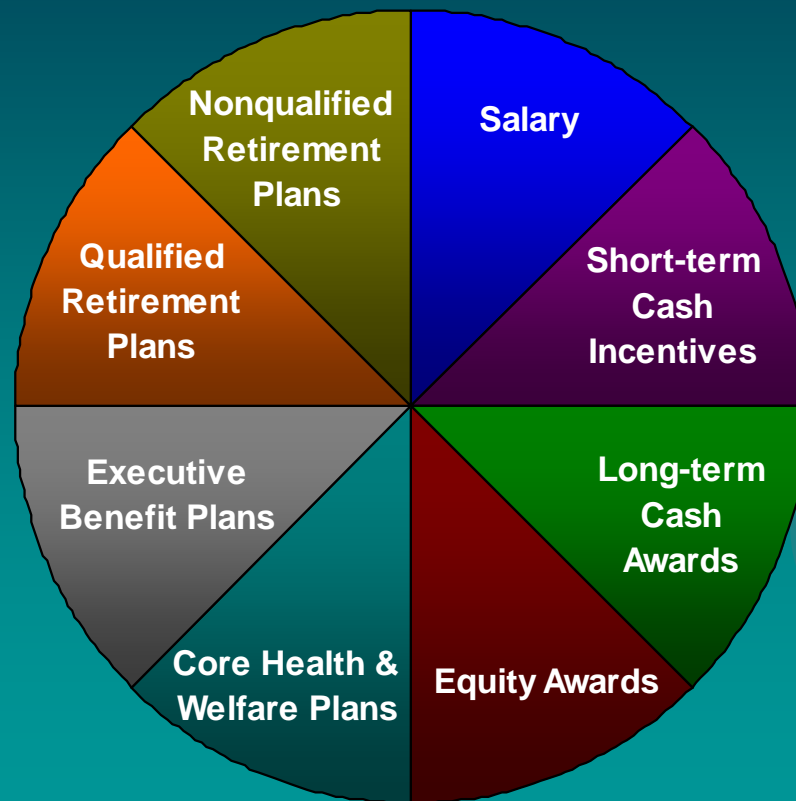 Nonqualified
Retirement
Plans
Salary
Qualified
Retirement
Plans
Short-term
Cash
Incentives
Executive
Benefit Plans
Long-term
Cash
Awards
Core Health &
Welfare Plans
Equity Awards